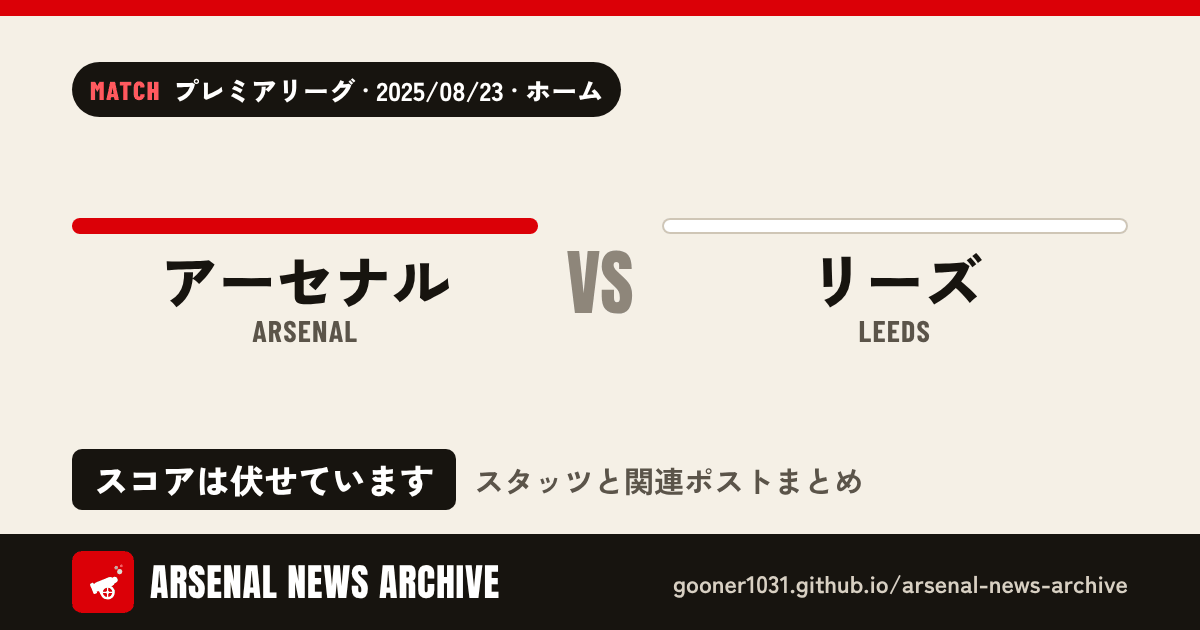 MATCH プレミアリーグ · 2025/08/23 · ホーム
アーセナル
ARSENAL
VS
リーズ
LEEDS
スコアは伏せています スタッツと関連ポストまとめ
ARSENAL NEWS ARCHIVE
gooner1031.github.io/arsenal-news-archive